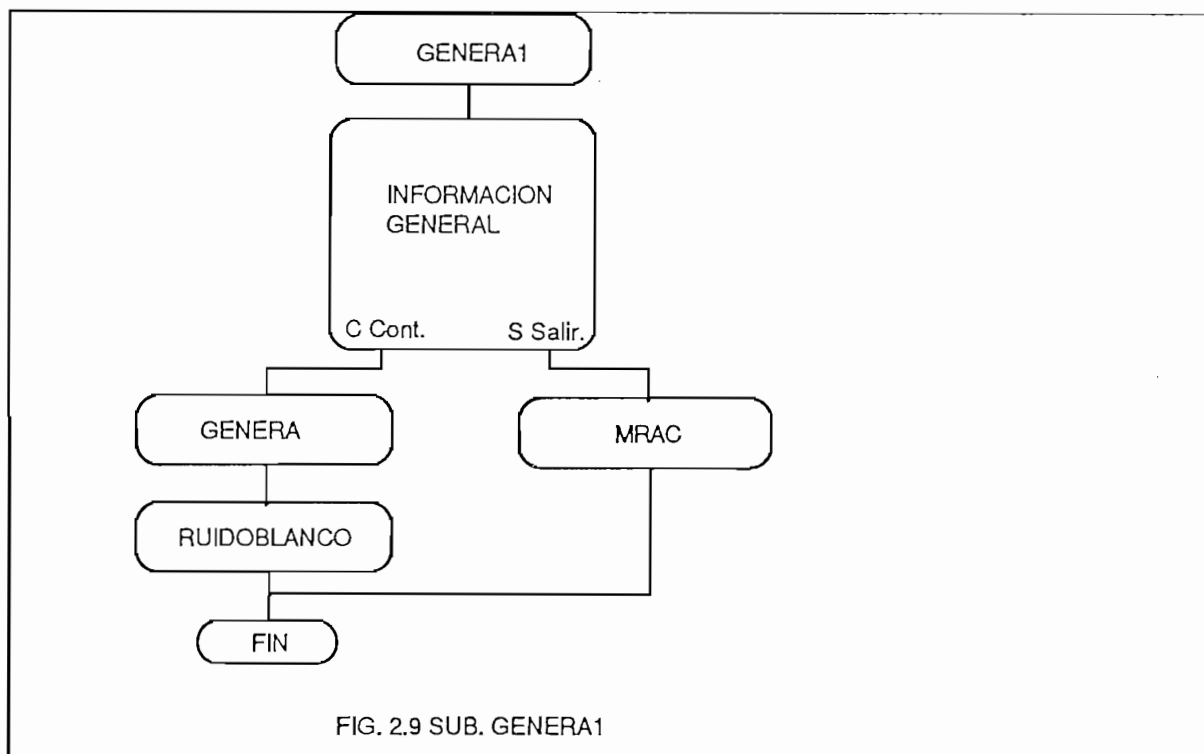 GENERA1
INFORMACION
GENERAL
C Cont. S Salir.
GENERA
MRAC
RUIDOBLANCO
FIN
FIG. 2.9 SUB. GENERA1